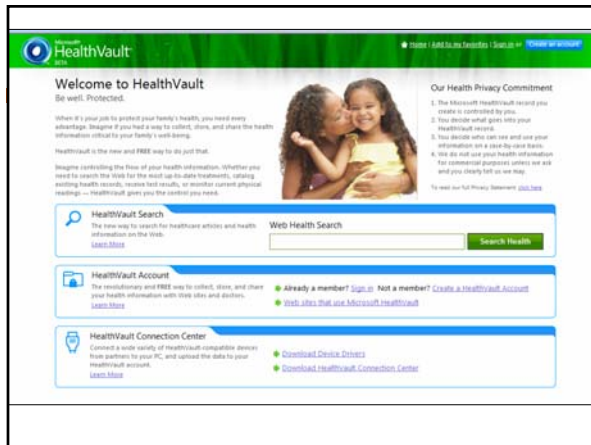 Microsoft
HealthVault
BETA
Home | Add to my favorites | Sign in or Create an account
Welcome to HealthVault
Be well. Protected.
When it's your job to protect your family's health, you need every
advantage. Imagine if you had a way to collect, store, and share the health
information critical to your family's well-being.
HealthVault is the new and FREE way to do just that.
Imagine controlling the flow of your health information. Whether you
need to search the Web for the most up-to-date treatments, catalog
existing health records, receive test results, or monitor current physical
readings — HealthVault gives you the control you need.
Our Health Privacy Commitment
1. The Microsoft HealthVault record you
create is controlled by you.
2. You decide what goes into your
HealthVault record.
3. You decide who can see and use your
information on a case-by-case basis.
4. We do not use your health information
for commercial purposes unless we ask
and you clearly tell us we may.
To read our full Privacy Statement click here.
HealthVault Search
The new way to search for healthcare articles and health
information on the Web.
Learn More
Web Health Search
Search Health
HealthVault Account
The revolutionary and FREE way to collect, store, and share
your health information with Web sites and doctors.
Learn More
Already a member? Sign in Not a member? Create a HealthVault Account
Web sites that use Microsoft HealthVault
HealthVault Connection Center
Connect a wide variety of HealthVault-compatible devices
from partners to your PC, and upload the data to your
HealthVault account.
Learn More
Download Device Drivers
Download HealthVault Connection Center